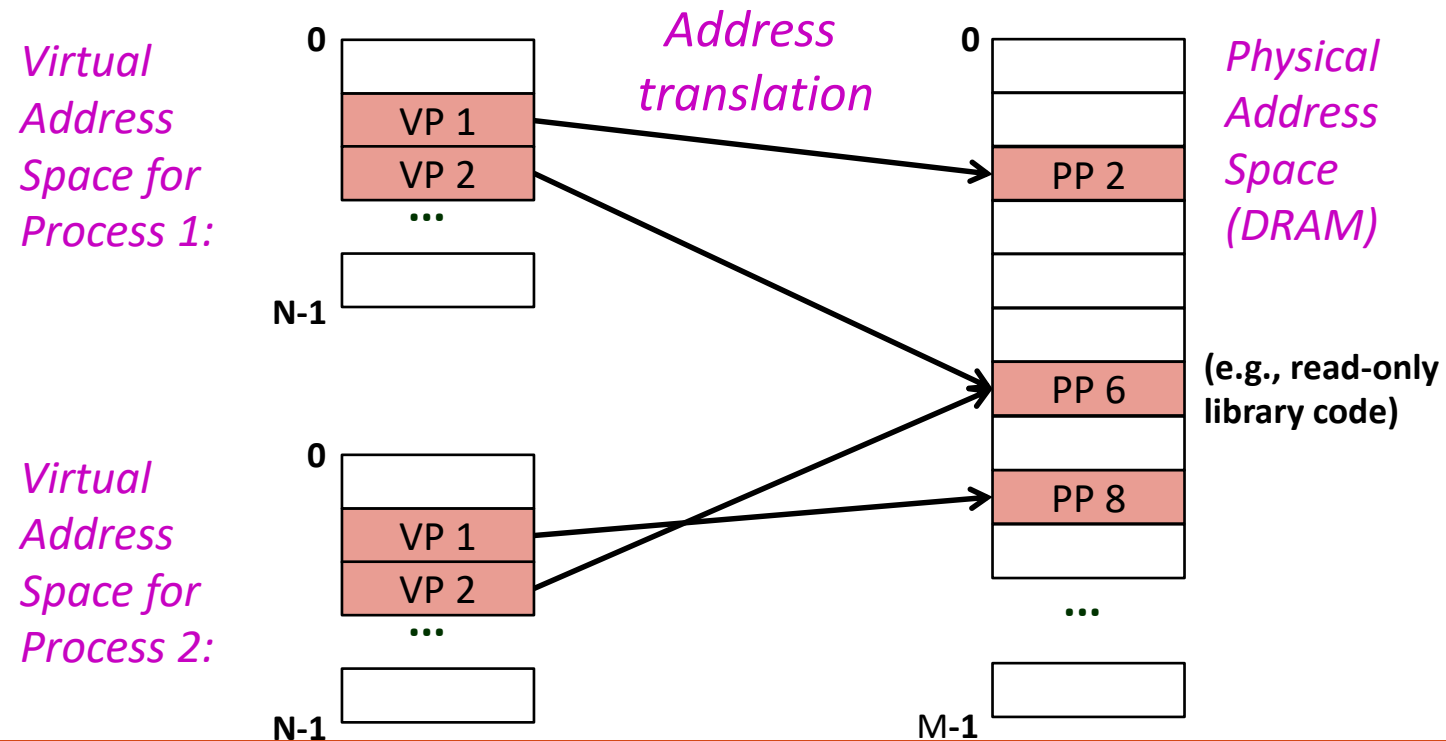 Virtual
Address
Space for
Process 1:
0
VP 1
VP 2
...
N-1
Address
translation
0
PP 2
PP 6
PP 8
...
M-1
Physical
Address
Space
(DRAM)
(e.g., read-only
library code)
Virtual
Address
Space for
Process 2:
0
VP 1
VP 2
...
N-1